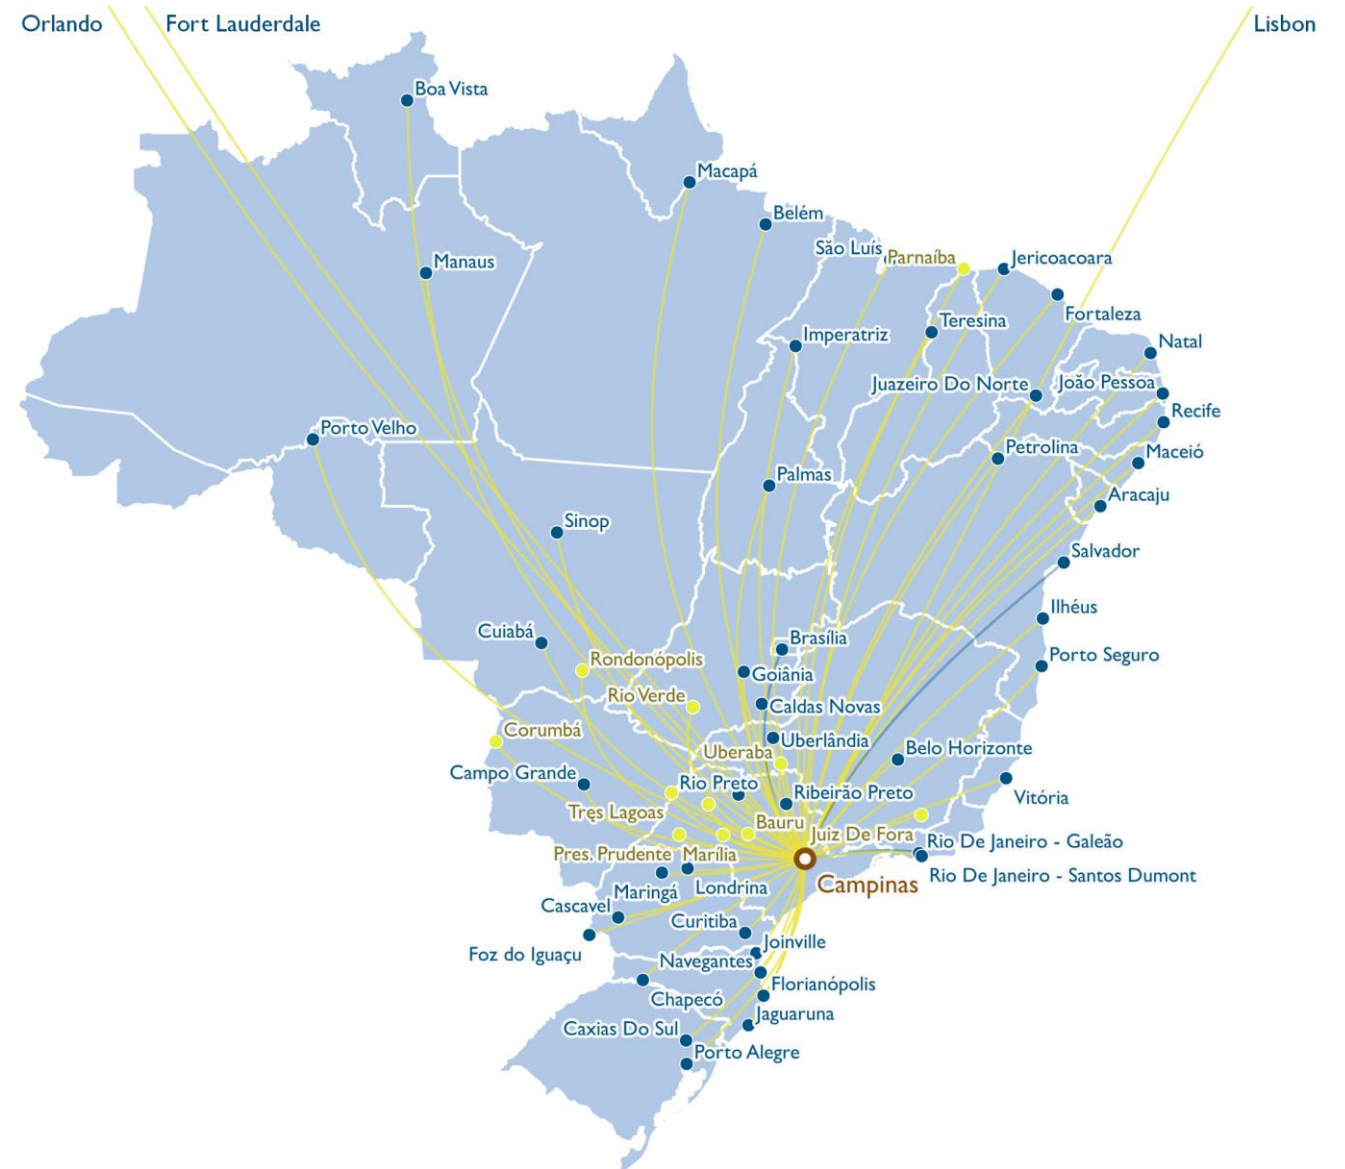 Orlando
Fort Lauderdale
Lisbon
Boa Vista
Macapá
Belém
São Luís
Parnaíba
Jericoacoara
Manaus
Fortaleza
Teresina
Imperatriz
Natal
Juazeiro Do Norte
João Pessoa
Recife
Porto Velho
Petrolina
Maceió
Palmas
Aracaju
Sinop
Salvador
Ilhéus
Cuiabá
Brasília
Porto Seguro
Rondonópolis
Goiânia
Rio Verde
Caldas Novas
Corumbá
Uberlândia
Uberaba
Belo Horizonte
Campo Grande
Rio Preto
Ribeirão Preto
Vitória
Tręs Lagoas
Bauru
Juiz De Fora
Rio De Janeiro - Galeão
Pres. Prudente
Marília
Rio De Janeiro - Santos Dumont
Campinas
Maringá
Londrina
Cascavel
Curitiba
Foz do Iguaçu
Joinville
Navegantes
Florianópolis
Chapecó
Jaguaruna
Caxias Do Sul
Porto Alegre